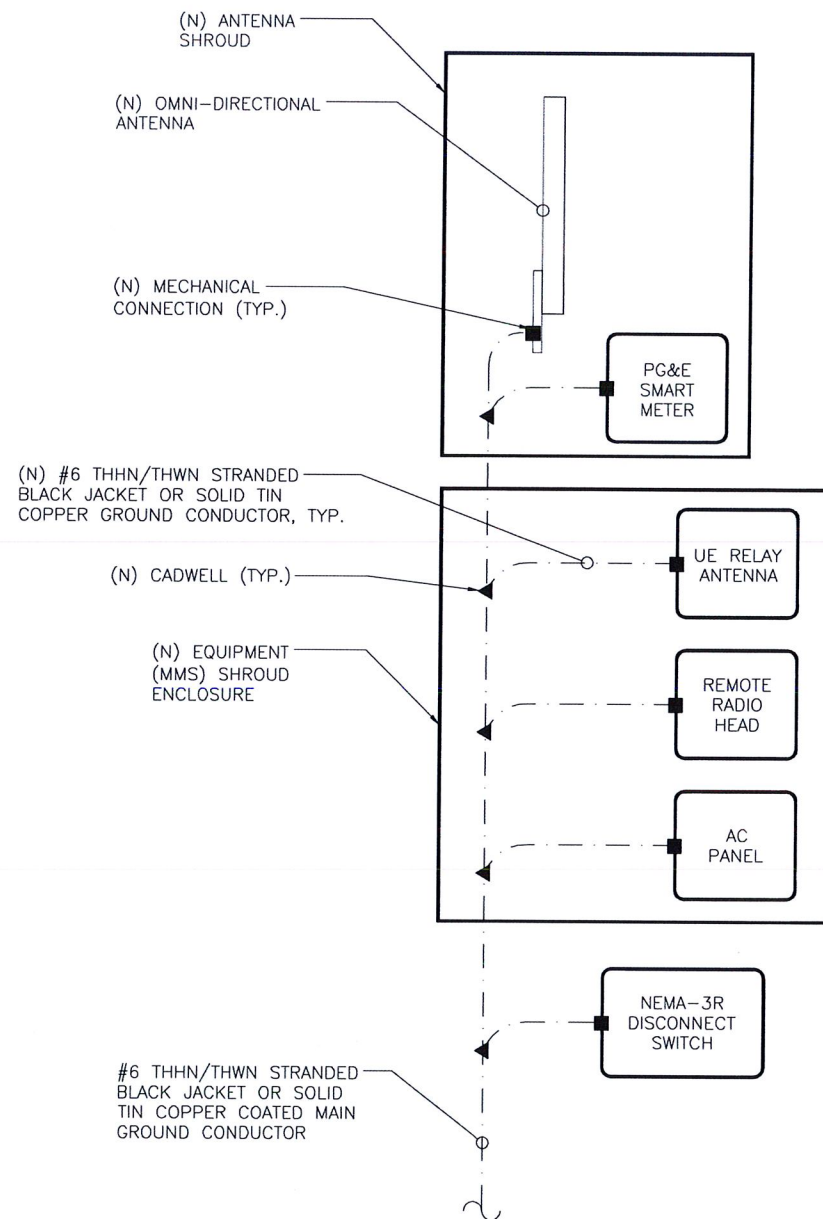 (N) ANTENNA
SHROUD
(N) OMNI-DIRECTIONAL
ANTENNA
(N) MECHANICAL
CONNECTION (TYP.)
PG&E
SMART
METER
(N) #6 THHN/THWN STRANDED
BLACK JACKET OR SOLID TIN
COPPER GROUND CONDUCTOR, TYP.
UE RELAY
ANTENNA
(N) CADWELL (TYP.)
(N) EQUIPMENT
(MMS) SHROUD
ENCLOSURE
REMOTE
RADIO
HEAD
AC
PANEL
NEMA-3R
DISCONNECT
SWITCH
#6 THHN/THWN STRANDED
BLACK JACKET OR SOLID
TIN COPPER COATED MAIN
GROUND CONDUCTOR